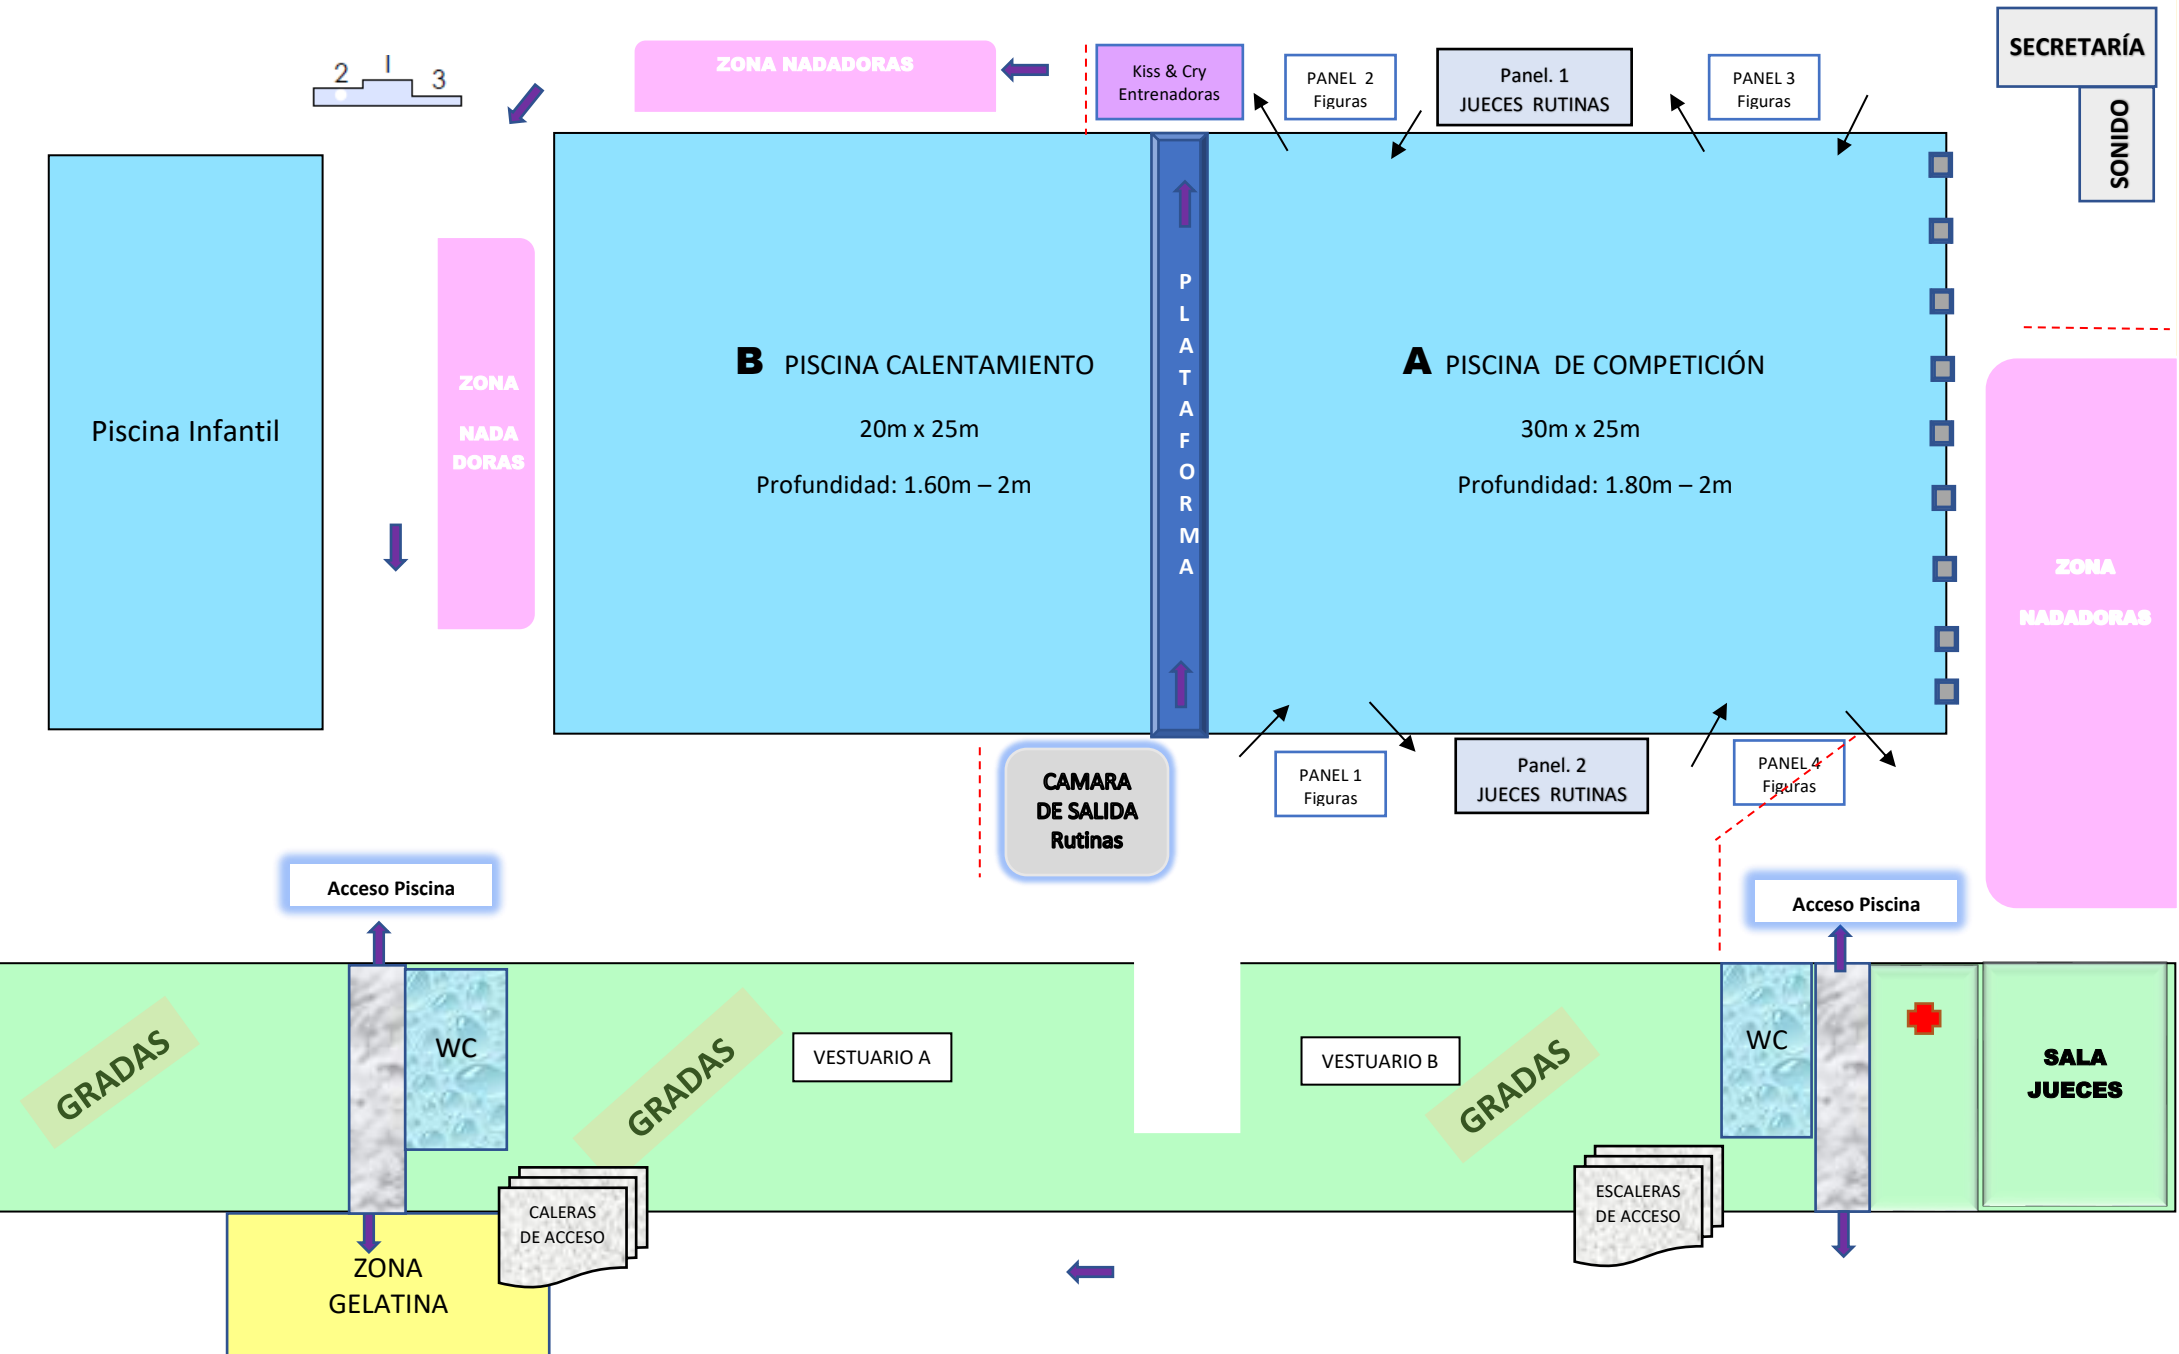 2
1
3
ZONA NADADORAS
Kiss & Cry
Entrenadoras
PANEL 2
Figuras
Panel. 1
JUECES RUTINAS
PANEL 3
Figuras
SECRETARÍA
SONIDO
Piscina Infantil
ZONA
NADA
DORAS
B PISCINA CALENTAMIENTO
20m x 25m
Profundidad: 1.60m – 2m
PLATAFORMA
A PISCINA DE COMPETICIÓN
30m x 25m
Profundidad: 1.80m – 2m
ZONA
NADADORAS
CAMARA
DE SALIDA
Rutinas
PANEL 1
Figuras
Panel. 2
JUECES RUTINAS
PANEL 4
Figuras
Acceso Piscina
Acceso Piscina
GRADAS
WC
GRADAS
VESTUARIO A
VESTUARIO B
GRADAS
WC
SALA
JUECES
CALERAS
DE ACCESO
ESCALERAS
DE ACCESO
ZONA
GELATINA